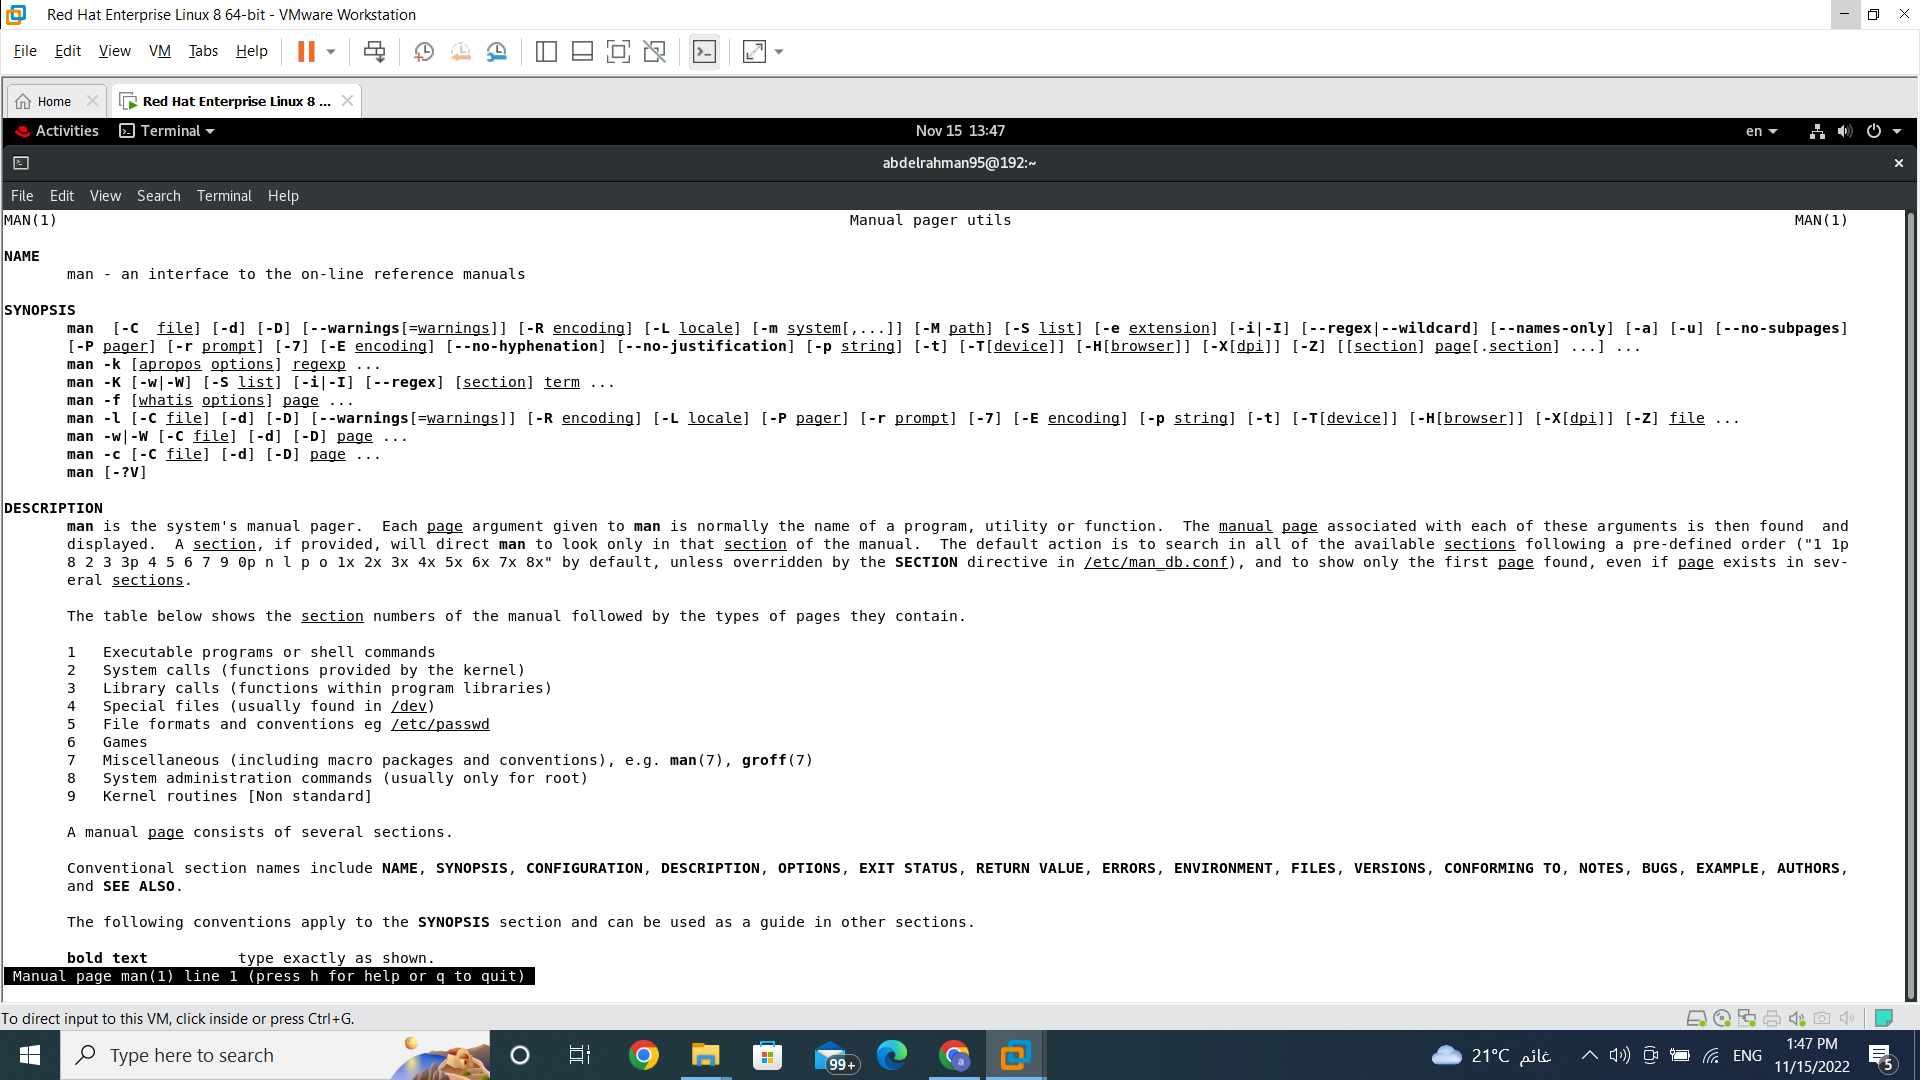 Red Hat Enterprise Linux 8 64-bit - VMware Workstation
File Edit View VM Tabs Help
Home
Red Hat Enterprise Linux 8 ...
Activities Terminal Nov 15 13:47 en
abdelrahman95@192:~
File Edit View Search Terminal Help
MAN(1) Manual pager utils MAN(1)
NAME
man - an interface to the on-line reference manuals
SYNOPSIS
man [-C file] [-d] [-D] [--warnings[=warnings]] [-R encoding] [-L locale] [-m system[,...]] [-M path] [-S list] [-e extension] [-i|-I] [--regex|--wildcard] [--names-only] [-a] [-u] [--no-subpages]
[-P pager] [-r prompt] [-7] [-E encoding] [--no-hyphenation] [--no-justification] [-p string] [-t] [-T[device]] [-H[browser]] [-X[dpi]] [-Z] [[section] page[.section] ...] ...
man -k [apropos options] regexp ...
man -K [-w|-W] [-S list] [-i|-I] [--regex] [section] term ...
man -f [whatis options] page ...
man -l [-C file] [-d] [-D] [--warnings[=warnings]] [-R encoding] [-L locale] [-P pager] [-r prompt] [-7] [-E encoding] [-p string] [-t] [-T[device]] [-H[browser]] [-X[dpi]] [-Z] file ...
man -w|-W [-C file] [-d] [-D] page ...
man -c [-C file] [-d] [-D] page ...
man [-?V]
DESCRIPTION
man is the system's manual pager. Each page argument given to man is normally the name of a program, utility or function. The manual page associated with each of these arguments is then found and
displayed. A section, if provided, will direct man to look only in that section of the manual. The default action is to search in all of the available sections following a pre-defined order ("1 1p
8 2 3 3p 4 5 6 7 9 0p n l p o 1x 2x 3x 4x 5x 6x 7x 8x" by default, unless overridden by the SECTION directive in /etc/man_db.conf), and to show only the first page found, even if page exists in sev-
eral sections.
The table below shows the section numbers of the manual followed by the types of pages they contain.
1 Executable programs or shell commands
2 System calls (functions provided by the kernel)
3 Library calls (functions within program libraries)
4 Special files (usually found in /dev)
5 File formats and conventions eg /etc/passwd
6 Games
7 Miscellaneous (including macro packages and conventions), e.g. man(7), groff(7)
8 System administration commands (usually only for root)
9 Kernel routines [Non standard]
A manual page consists of several sections.
Conventional section names include NAME, SYNOPSIS, CONFIGURATION, DESCRIPTION, OPTIONS, EXIT STATUS, RETURN VALUE, ERRORS, ENVIRONMENT, FILES, VERSIONS, CONFORMING TO, NOTES, BUGS, EXAMPLE, AUTHORS,
and SEE ALSO.
The following conventions apply to the SYNOPSIS section and can be used as a guide in other sections.
bold text type exactly as shown.
Manual page man(1) line 1 (press h for help or q to quit)
To direct input to this VM, click inside or press Ctrl+G.
Type here to search
99+
a
21°C غائم
ENG
1:47 PM
11/15/2022
5